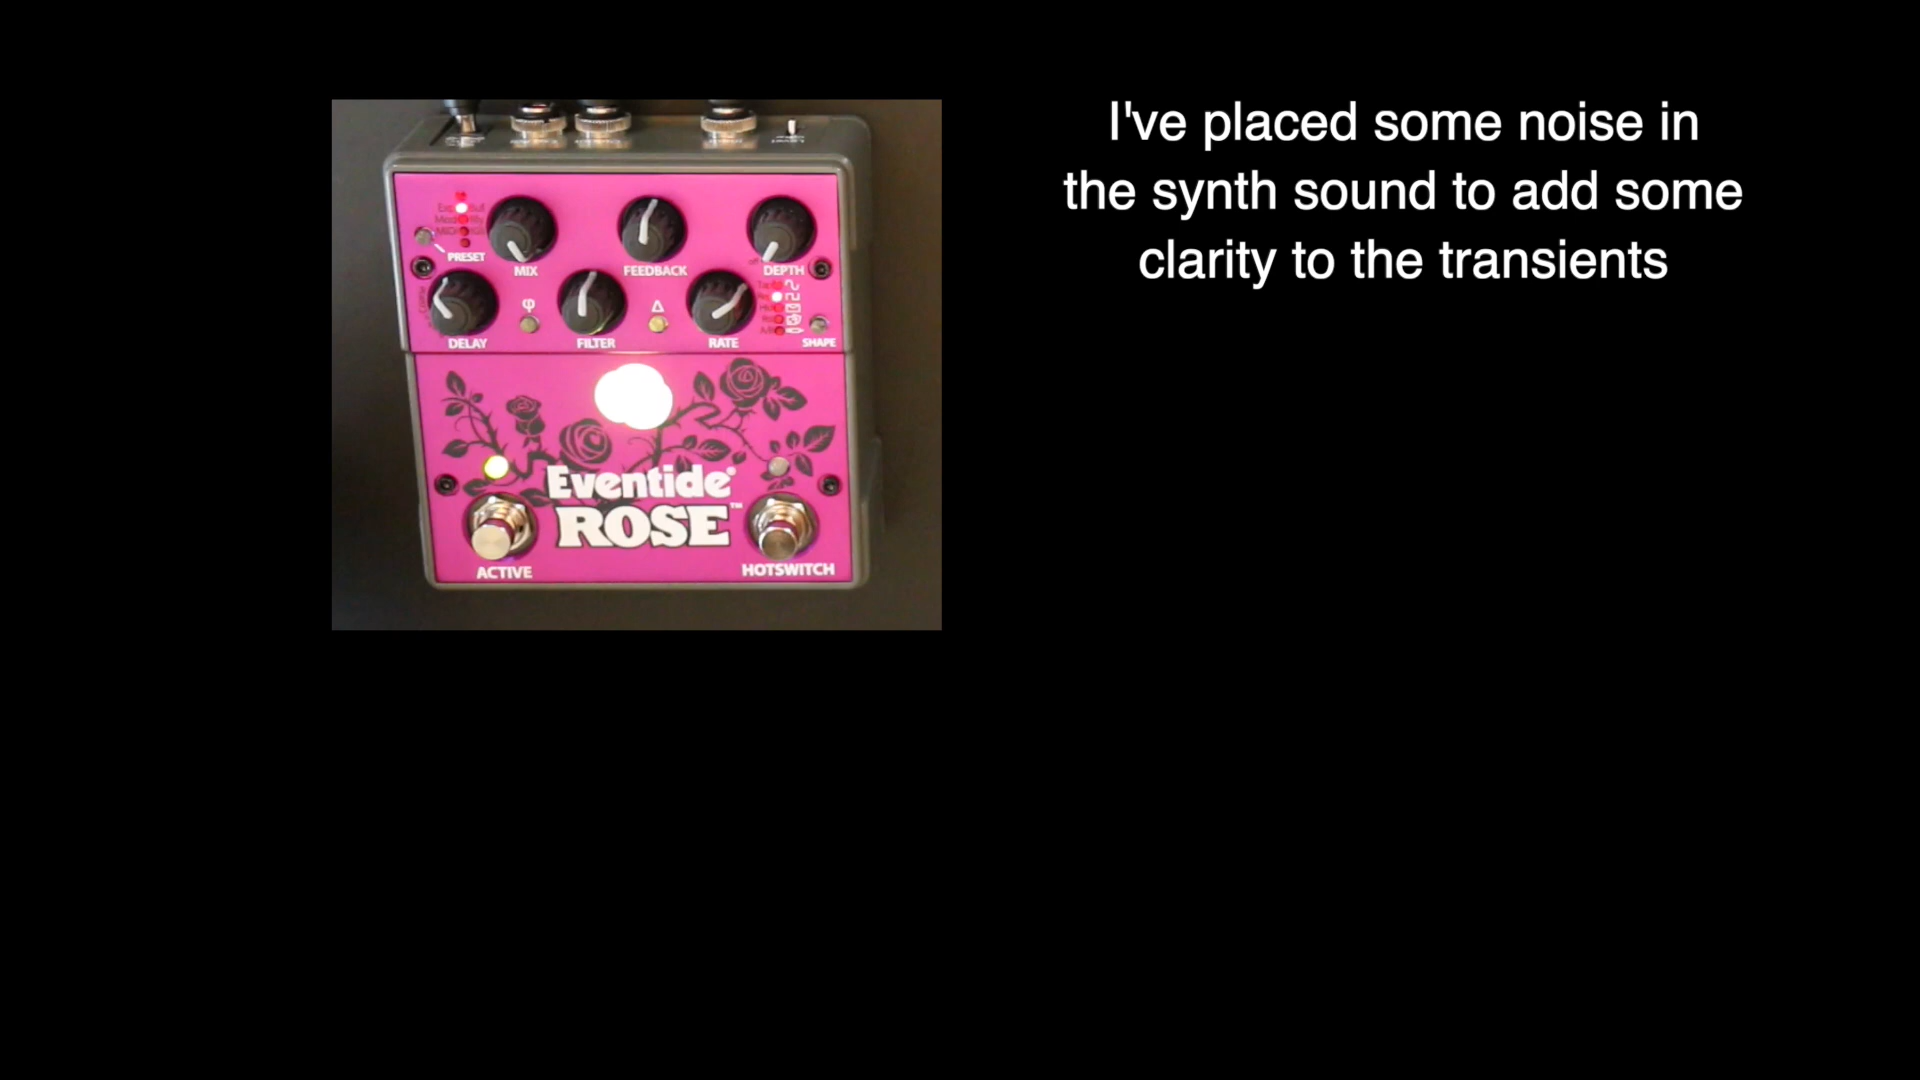 I've placed some noise in
the synth sound to add some
clarity to the transients
PRESET
MIX
FEEDBACK
DEPTH
DELAY
φ
FILTER
Δ
RATE
SHAPE
Eventide®
ROSE™
ACTIVE
HOTSWITCH